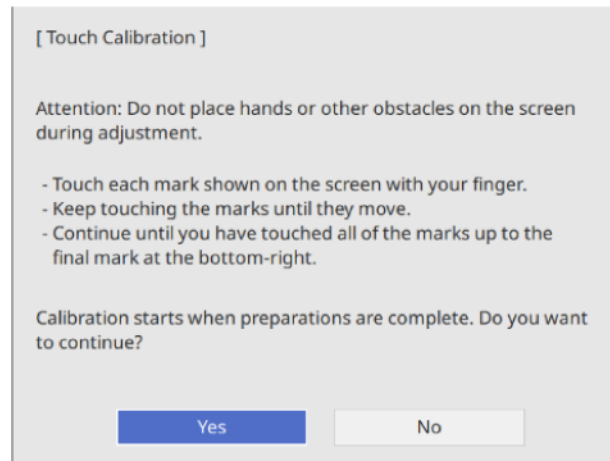 [ Touch Calibration ]
Attention: Do not place hands or other obstacles on the screen
during adjustment.
- Touch each mark shown on the screen with your finger.
- Keep touching the marks until they move.
- Continue until you have touched all of the marks up to the
final mark at the bottom-right.
Calibration starts when preparations are complete. Do you want
to continue?
Yes
No